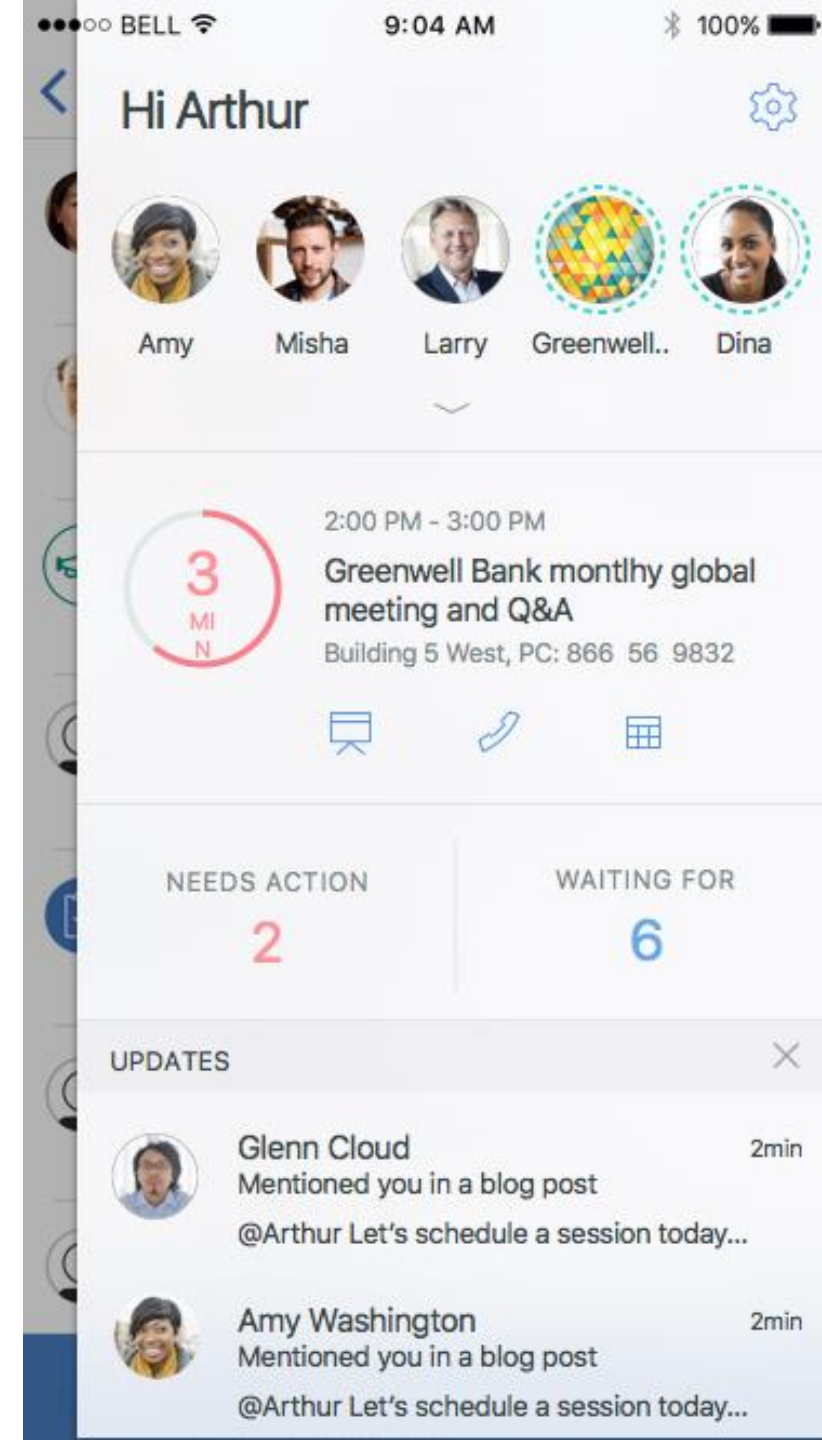 BELL 9:04 AM 100%
Hi Arthur
Amy Misha Larry Greenwell.. Dina
2:00 PM - 3:00 PM
3
MI
N
Greenwell Bank montlhy global
meeting and Q&A
Building 5 West, PC: 866 56 9832
NEEDS ACTION WAITING FOR
2 6
UPDATES
Glenn Cloud 2min
Mentioned you in a blog post
@Arthur Let's schedule a session today...
Amy Washington 2min
Mentioned you in a blog post
@Arthur Let's schedule a session today...